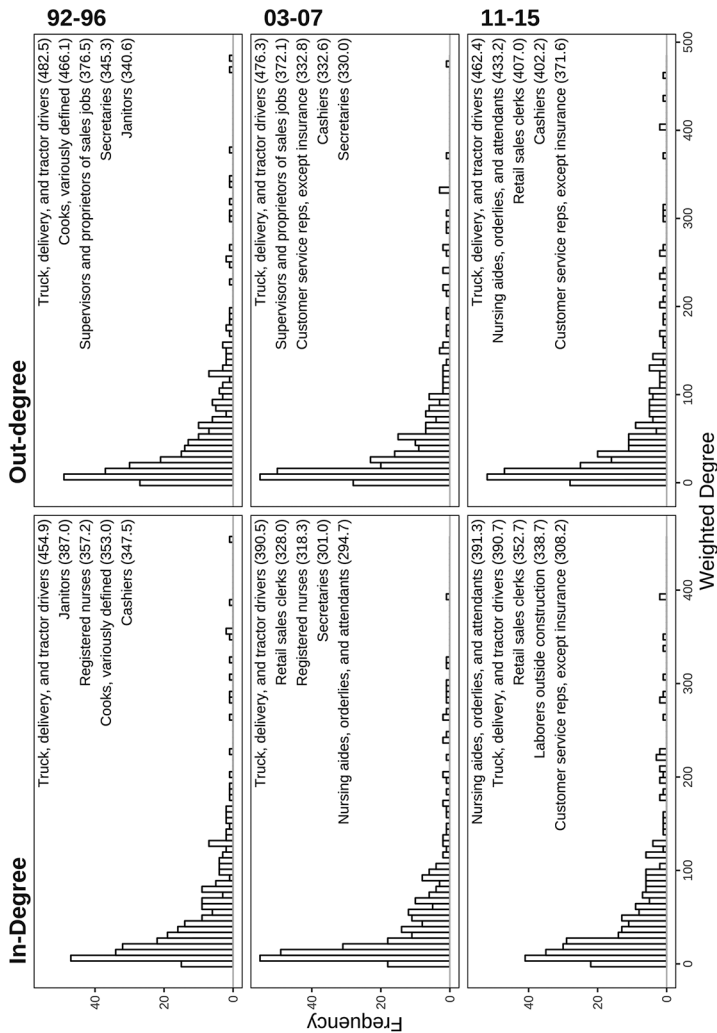 In-Degree
Out-degree
92-96
Truck, delivery, and tractor drivers (454.9)
Janitors (387.0)
Registered nurses (357.2)
Cooks, variously defined (353.0)
Cashiers (347.5)
Truck, delivery, and tractor drivers (482.5)
Cooks, variously defined (466.1)
Supervisors and proprietors of sales jobs (376.5)
Secretaries (345.3)
Janitors (340.6)
40
20
0
03-07
Truck, delivery, and tractor drivers (390.5)
Retail sales clerks (328.0)
Registered nurses (318.3)
Secretaries (301.0)
Nursing aides, orderlies, and attendants (294.7)
Truck, delivery, and tractor drivers (476.3)
Supervisors and proprietors of sales jobs (372.1)
Customer service reps, except insurance (332.8)
Cashiers (332.6)
Secretaries (330.0)
Frequency
40
20
0
11-15
Nursing aides, orderlies, and attendants (391.3)
Truck, delivery, and tractor drivers (390.7)
Retail sales clerks (352.7)
Laborers outside construction (338.7)
Customer service reps, except insurance (308.2)
Truck, delivery, and tractor drivers (462.4)
Nursing aides, orderlies, and attendants (433.2)
Retail sales clerks (407.0)
Cashiers (402.2)
Customer service reps, except insurance (371.6)
40
20
0
0 100 200 300 400
0 100 200 300 400 500
Weighted Degree